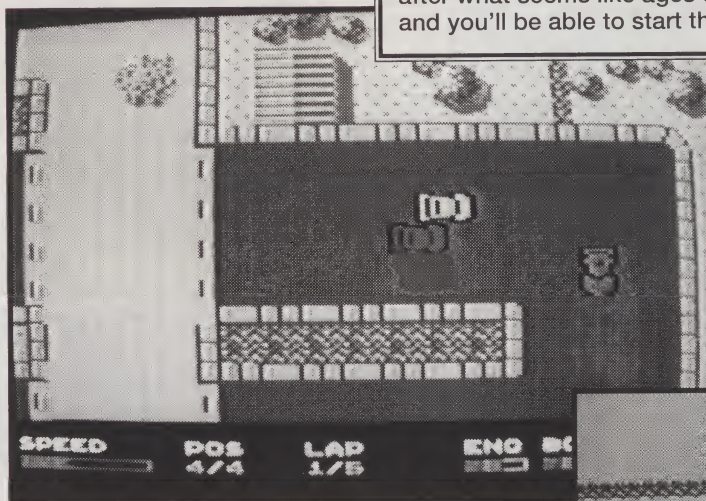 after what seems like ages
and you'll be able to start th
SPEED POS LAP ENG
4/4 1/5